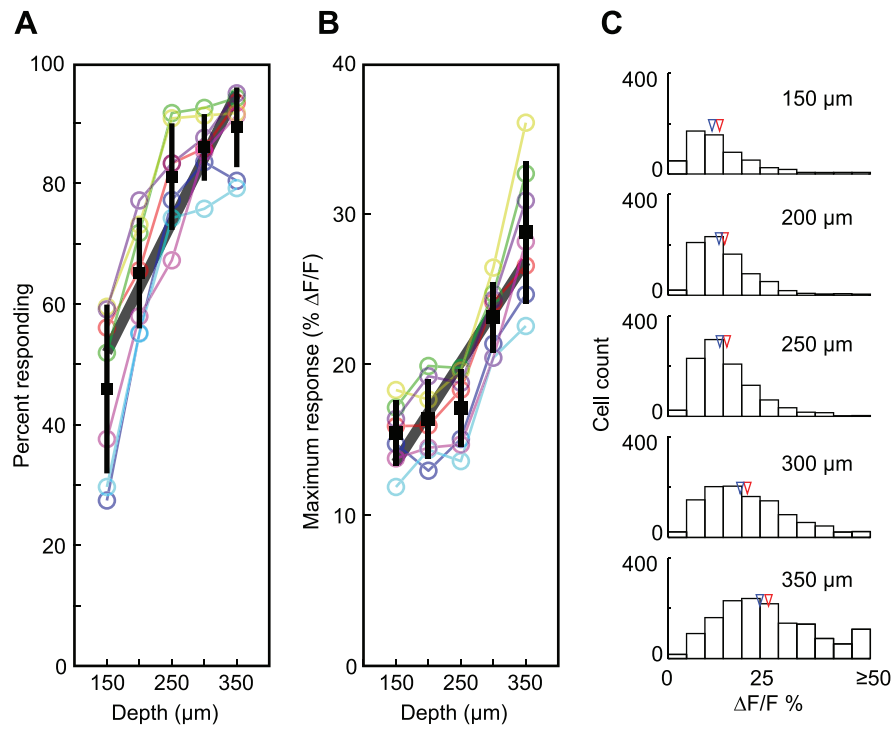 A
B
C
100
80
60
40
20
0
Percent responding
150 200 250 300 350
Depth (µm)
40
30
20
10
0
Maximum response (% ΔF/F)
150 200 250 300 350
Depth (µm)
Cell count
400
0
150 µm
400
0
200 µm
400
0
250 µm
400
0
300 µm
400
0
350 µm
0 25 ≥50
ΔF/F %